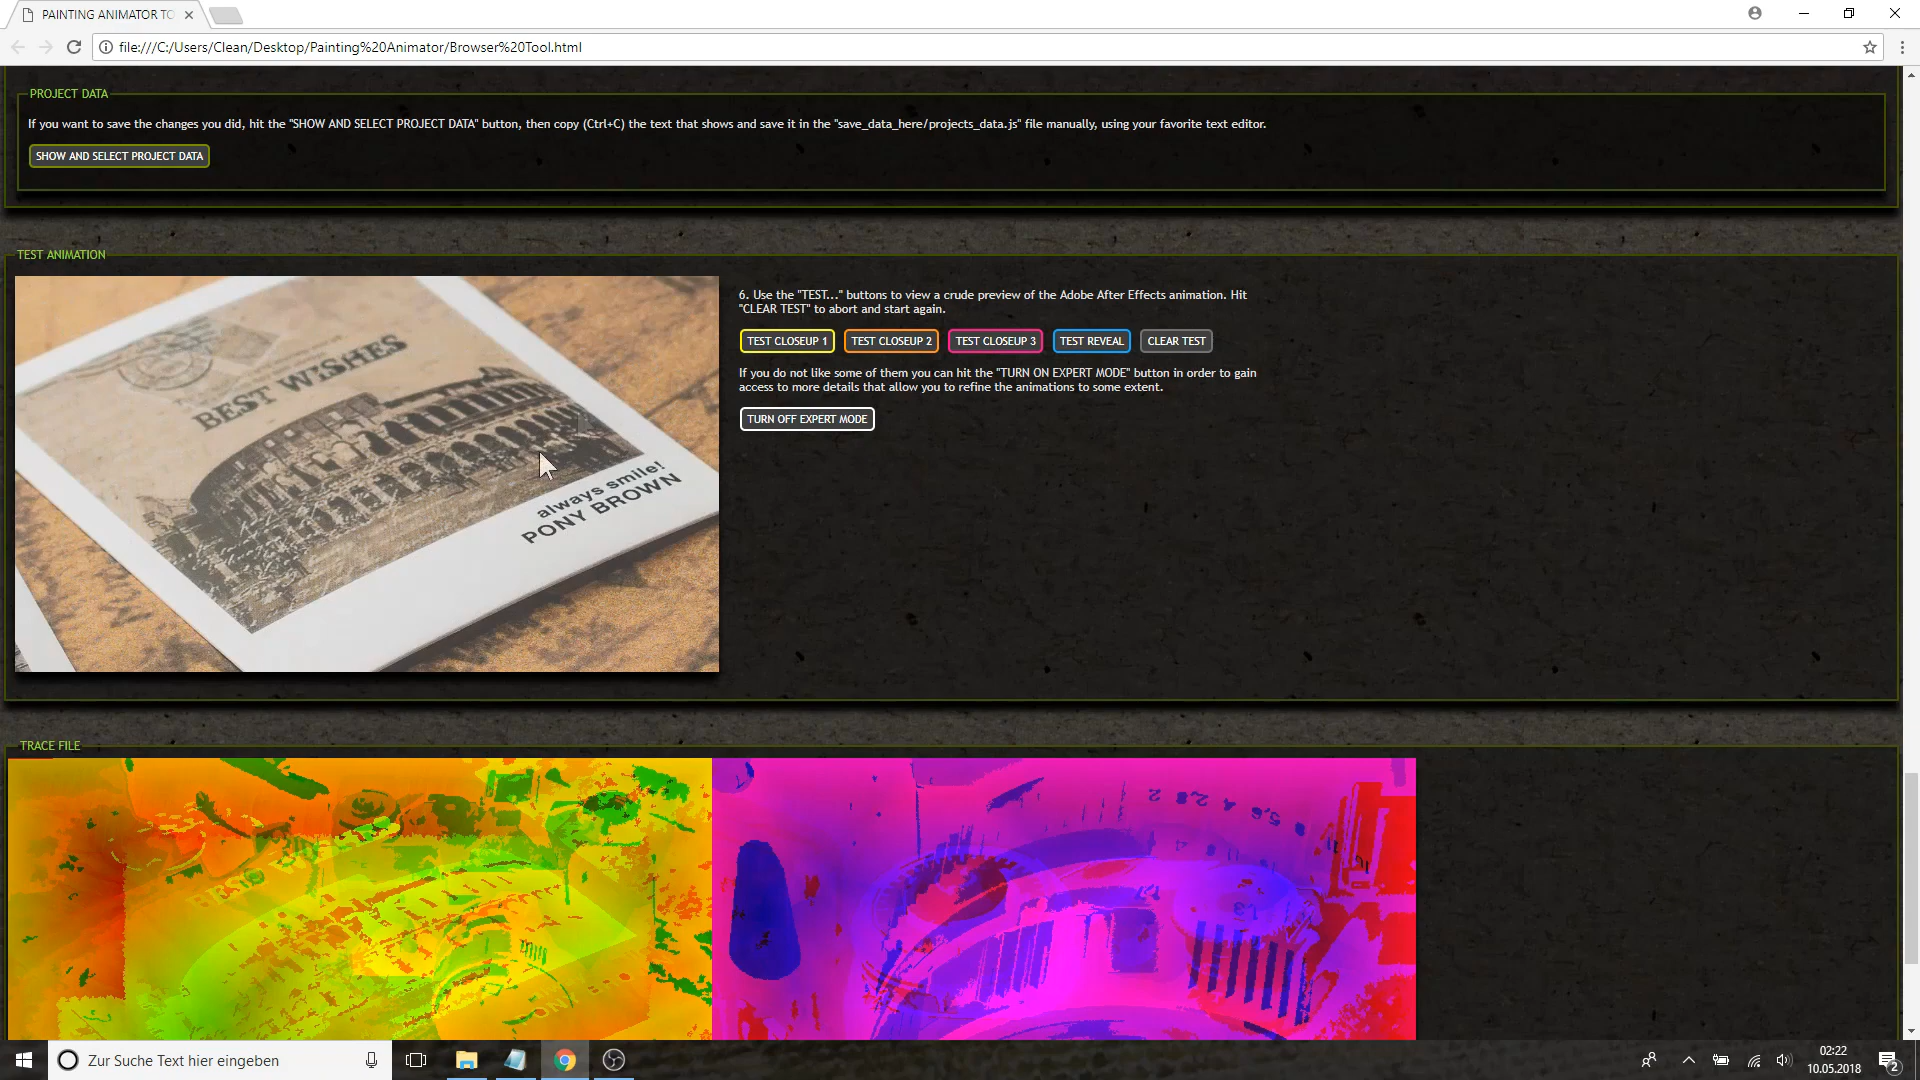 PAINTING ANIMATOR TO
file:///C:/Users/Clean/Desktop/Painting%20Animator/Browser%20Tool.html
PROJECT DATA
If you want to save the changes you did, hit the "SHOW AND SELECT PROJECT DATA" button, then copy (Ctrl+C) the text that shows and save it in the "save_data_here/projects_data.js" file manually, using your favorite text editor.
SHOW AND SELECT PROJECT DATA
TEST ANIMATION
BEST WISHES
always smile!
PONY BROWN
6. Use the "TEST..." buttons to view a crude preview of the Adobe After Effects animation. Hit
"CLEAR TEST" to abort and start again.
TEST CLOSEUP 1 TEST CLOSEUP 2 TEST CLOSEUP 3 TEST REVEAL CLEAR TEST
If you do not like some of them you can hit the "TURN ON EXPERT MODE" button in order to gain
access to more details that allow you to refine the animations to some extent.
TURN OFF EXPERT MODE
TRACE FILE
Zur Suche Text hier eingeben
02:22
10.05.2018
2